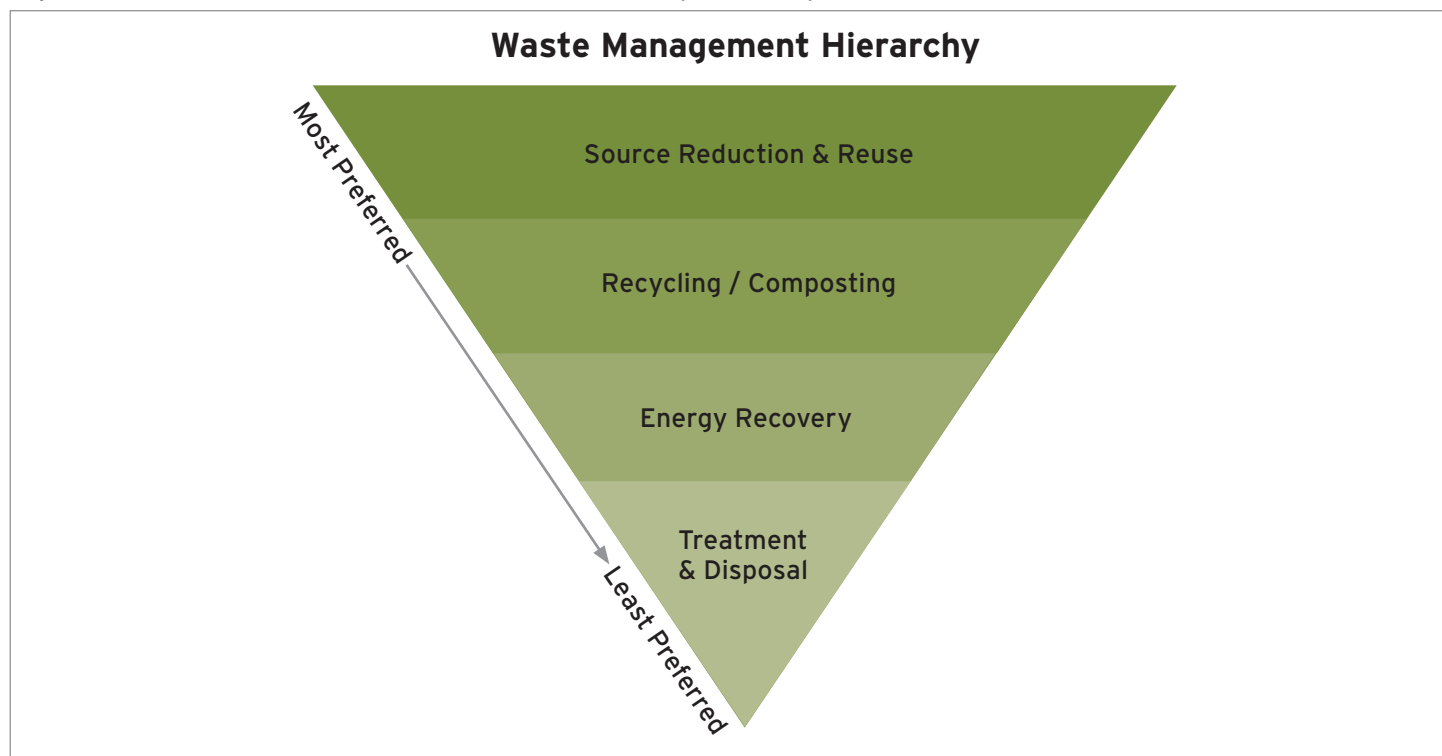 Waste Management Hierarchy
Most Preferred
Source Reduction & Reuse
Recycling / Composting
Energy Recovery
Treatment
& Disposal
Least Preferred